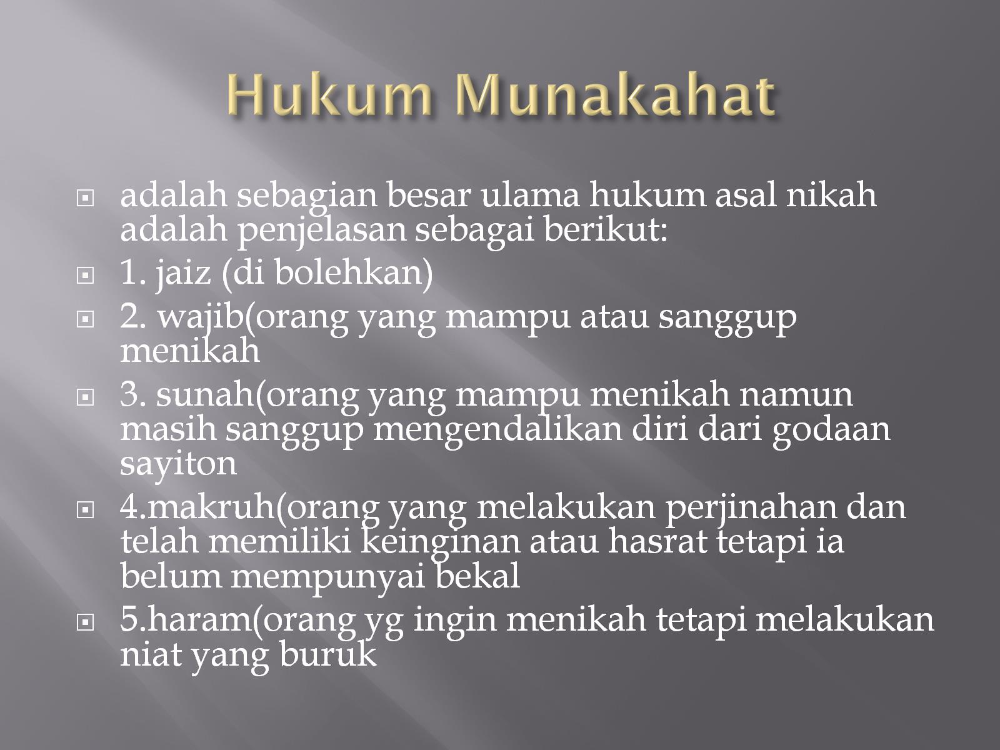 Hukum Munakahat
adalah sebagian besar ulama hukum asal nikah
adalah penjelasan sebagai berikut:
1. jaiz (di bolehkan)
2. wajib(orang yang mampu atau sanggup
menikah
3. sunah(orang yang mampu menikah namun
masih sanggup mengendalikan diri dari godaan
sayiton
4.makruh(orang yang melakukan perjinahan dan
telah memiliki keinginan atau hasrat tetapi ia
belum mempunyai bekal
5.haram(orang yg ingin menikah tetapi melakukan
niat yang buruk